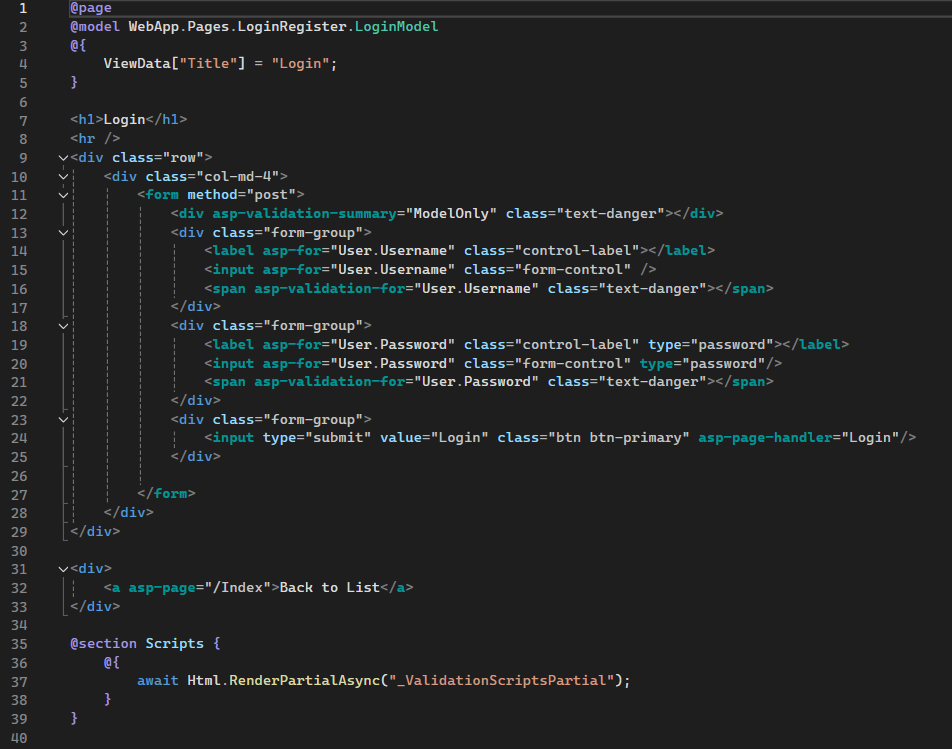 1 @page
2 @model WebApp.Pages.LoginRegister.LoginModel
3 @{
4     ViewData["Title"] = "Login";
5 }
6
7 <h1>Login</h1>
8 <hr />
9 <div class="row">
10     <div class="col-md-4">
11         <form method="post">
12             <div asp-validation-summary="ModelOnly" class="text-danger"></div>
13             <div class="form-group">
14                 <label asp-for="User.Username" class="control-label"></label>
15                 <input asp-for="User.Username" class="form-control" />
16                 <span asp-validation-for="User.Username" class="text-danger"></span>
17             </div>
18             <div class="form-group">
19                 <label asp-for="User.Password" class="control-label" type="password"></label>
20                 <input asp-for="User.Password" class="form-control" type="password"/>
21                 <span asp-validation-for="User.Password" class="text-danger"></span>
22             </div>
23             <div class="form-group">
24                 <input type="submit" value="Login" class="btn btn-primary" asp-page-handler="Login"/>
25             </div>
26
27         </form>
28     </div>
29 </div>
30
31 <div>
32     <a asp-page="/Index">Back to List</a>
33 </div>
34
35 @section Scripts {
36     @{
37         await Html.RenderPartialAsync("_ValidationScriptsPartial");
38     }
39 }
40